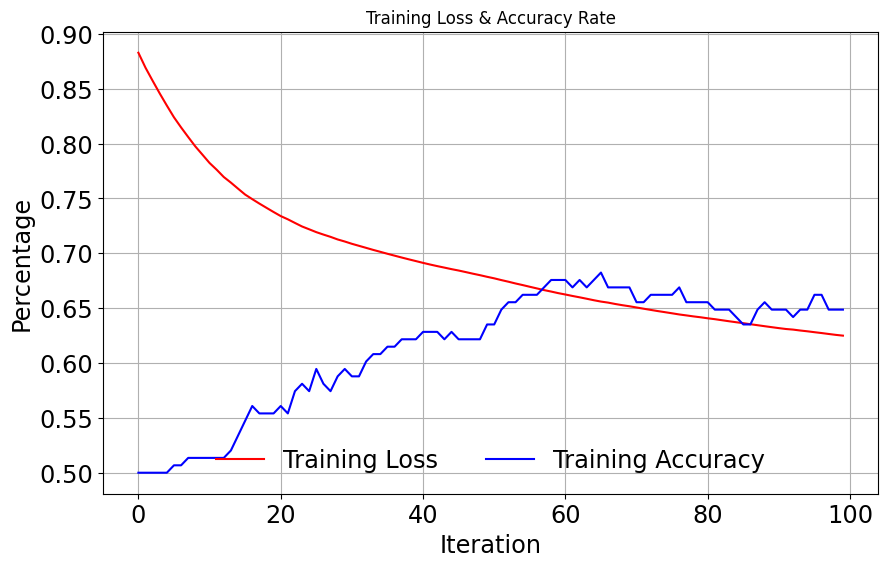 Training Loss & Accuracy Rate
0.90
0.85
0.80
0.75
0.70
0.65
0.60
0.55
0.50
Percentage
Training Loss Training Accuracy
0 20 40 60 80 100
Iteration